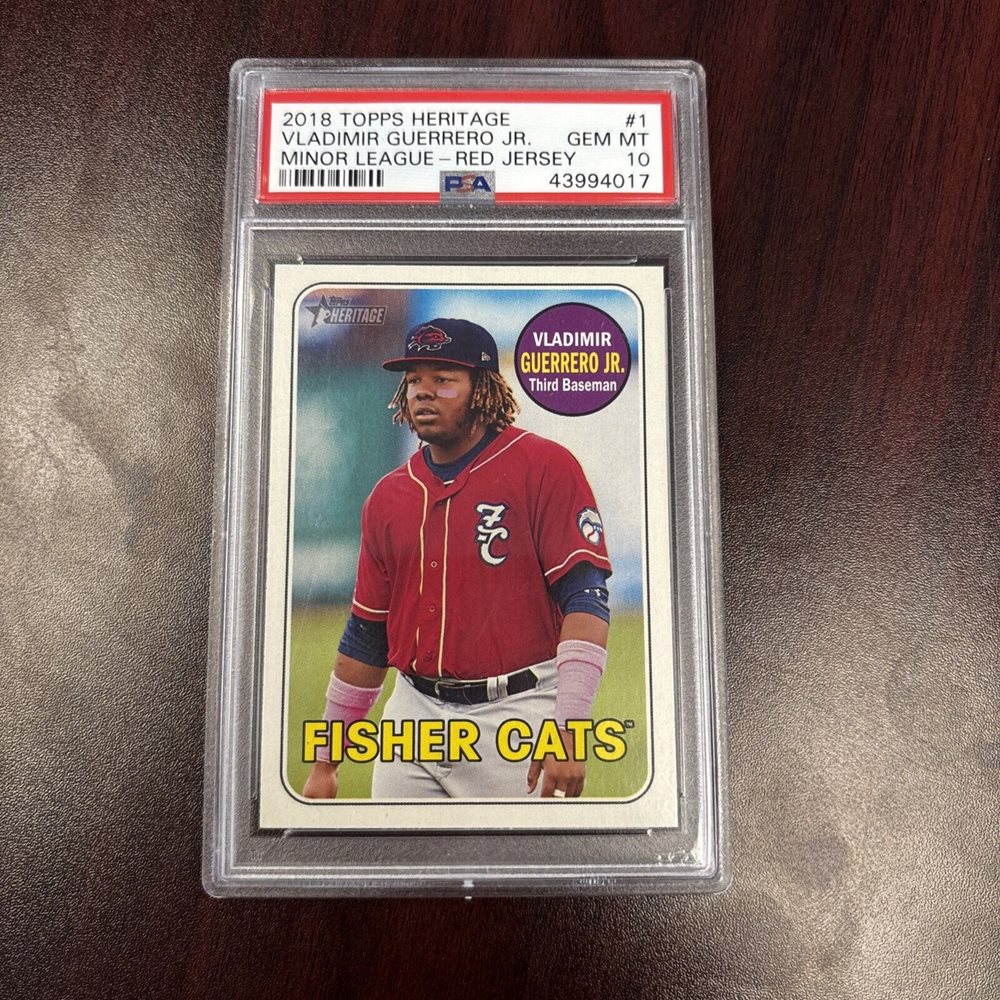 2018 TOPPS HERITAGE #1
VLADIMIR GUERRERO JR. GEM MT
MINOR LEAGUE - RED JERSEY 10
PSA 43994017
Topps
HERITAGE
VLADIMIR
GUERRERO JR.
Third Baseman
FC
FISHER CATS™